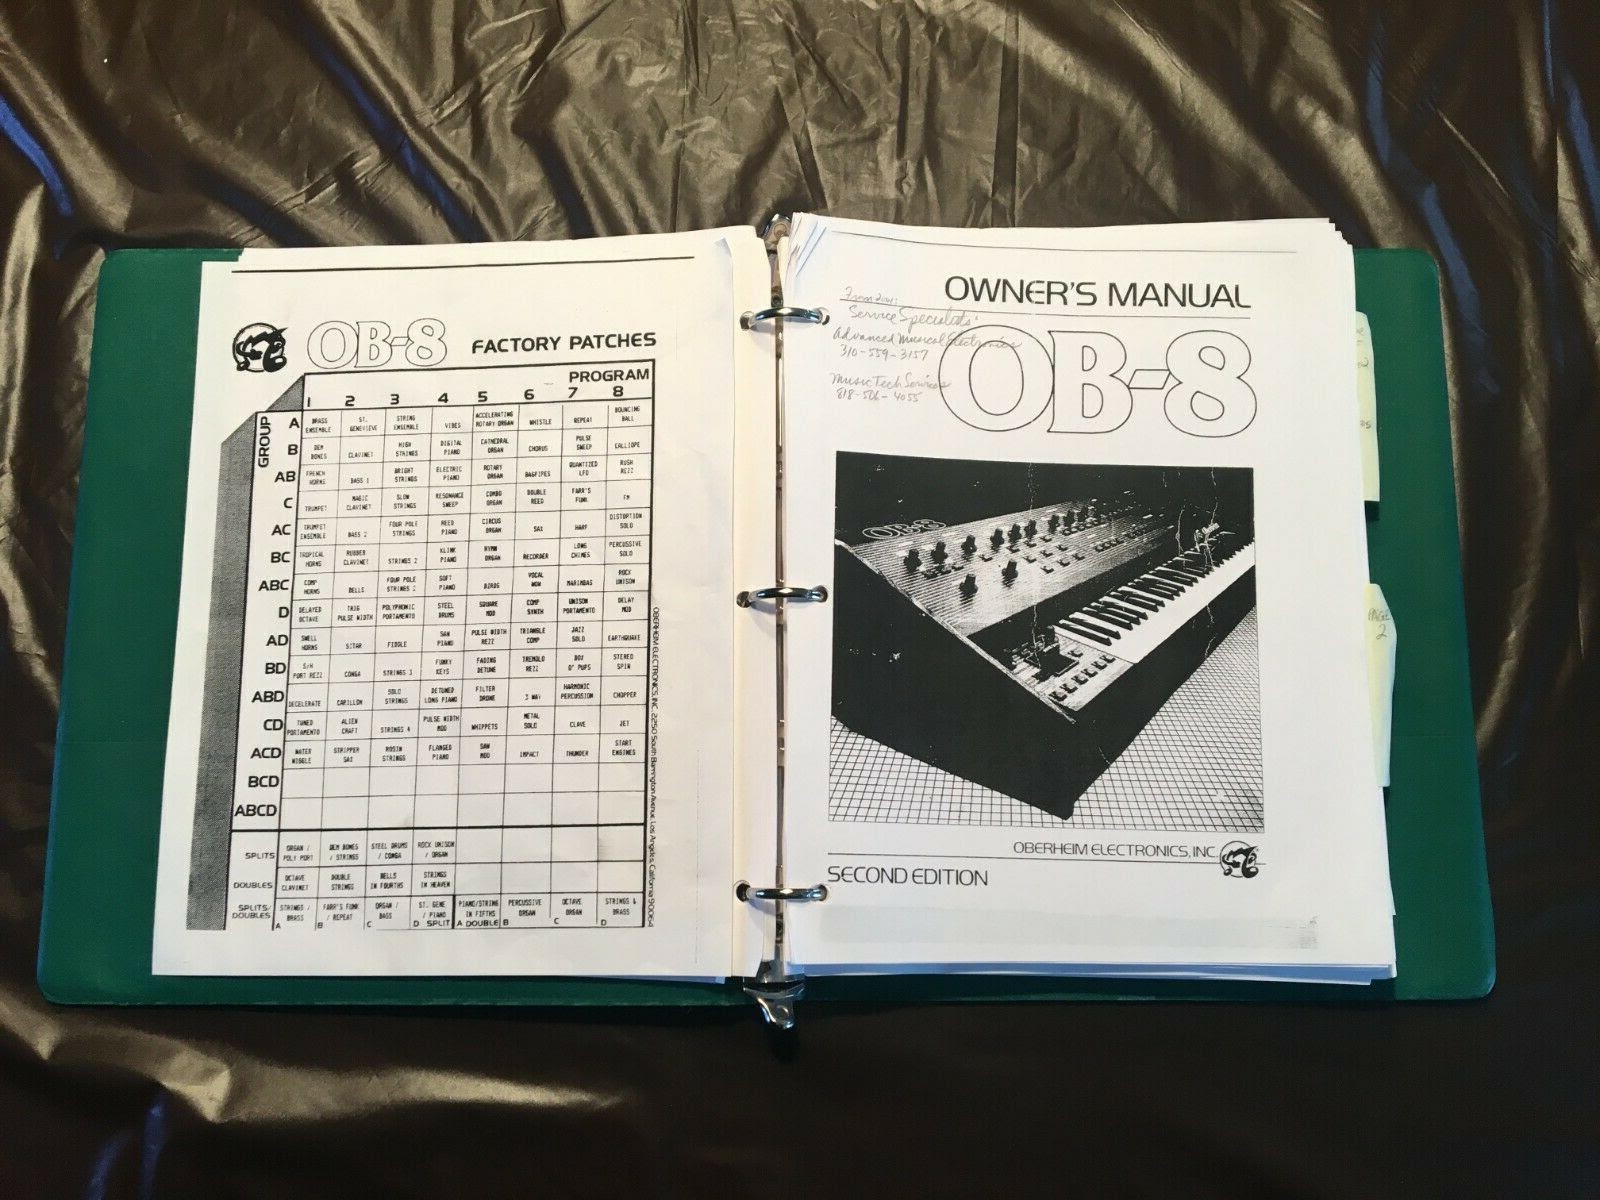 OB-8 FACTORY PATCHES
PROGRAM
1 2 3 4 5 6 7 8
GROUP
A BRASS ENSEMBLE ST. GENEVIEVE STRING ENSEMBLE VIBES ACCELERATING ROTARY ORGAN WHISTLE REPEAT BOUNCING BALL
B DEM BONES CLAVINET HIGH STRINGS DIGITAL PIANO CATHEDRAL ORGAN CHORUS PULSE SWEEP CALLIOPE
AB FRENCH HORNS BASS 1 BRIGHT STRINGS ELECTRIC PIANO ROTARY ORGAN BAGPIPES QUANTIZED LFO RUSH REZZ
C TRUMPET MAGIC CLAVINET SLOW STRINGS RESONANCE SWEEP COMBO ORGAN DOUBLE REED FARR'S FUNK FM
AC TRUMPET ENSEMBLE BASS 2 FOUR POLE STRINGS REED PIANO CIRCUS ORGAN SAX HARP DISTORTION SOLO
BC TROPICAL HORNS RUBBER CLAVINET STRINGS 2 KLINK PIANO HYMN ORGAN RECORDER LONG CHIMES PERCUSSIVE SOLO
ABC COMP HORNS BELLS FOUR POLE STRINGS 2 SOFT PIANO BIRDS VOCAL WOW MARIMBAS ROCK UNISON
D DELAYED OCTAVE TRIG PULSE WIDTH POLYPHONIC PORTAMENTO STEEL DRUMS SQUARE MOD COMP SYNTH UNISON PORTAMENTO DELAY MOD
AD SWELL HORNS SITAR FIDDLE SAW PIANO PULSE WIDTH REZZ TRIANGLE COMP JAZZ SOLO EARTHQUAKE
BD S/H PORT REZZ CONGA STRINGS 3 FUNKY KEYS FADING DETUNE TREMOLO REZZ BOW O' PUPS STEREO SPIN
ABD DECELERATE CARILLON SOLO STRINGS DETUNED LONG PIANO FILTER DRONE 3 WAY HARMONIC PERCUSSION CHOPPER
CD TUNED PORTAMENTO ALIEN CRAFT STRINGS 4 PULSE WIDTH MOD WHIPPETS METAL SOLO CLAVE JET
ACD WATER WIGGLE STRIPPER SAX ROSIN STRINGS FLANGED PIANO SAW MOD IMPACT THUNDER START ENGINES
BCD
ABCD
SPLITS ORGAN / POLY PORT DEM BONES / STRINGS STEEL DRUMS / CONGA ROCK UNISON / ORGAN
DOUBLES OCTAVE CLAVINET DOUBLE STRINGS BELLS IN FOURTHS STRINGS IN HEAVEN
SPLITS/ DOUBLES STRINGS / BRASS FARR'S FUNK / REPEAT ORGAN / BASS ST. GENE / PIANO PIANO/STRING IN FIFTHS PERCUSSIVE ORGAN OCTAVE ORGAN STRINGS & BRASS
A B C D SPLIT A DOUBLE B C D
OBERHEIM ELECTRONICS, INC. 2250 South Barrington Avenue, Los Angeles, California 90064
OWNER'S MANUAL
OB-8
Service Specialists:
Advanced Musical Electronics
310-559-3157
Music Tech Services
818-506-4055
OB-8
OBERHEIM ELECTRONICS, INC.
SECOND EDITION
PAGE
2